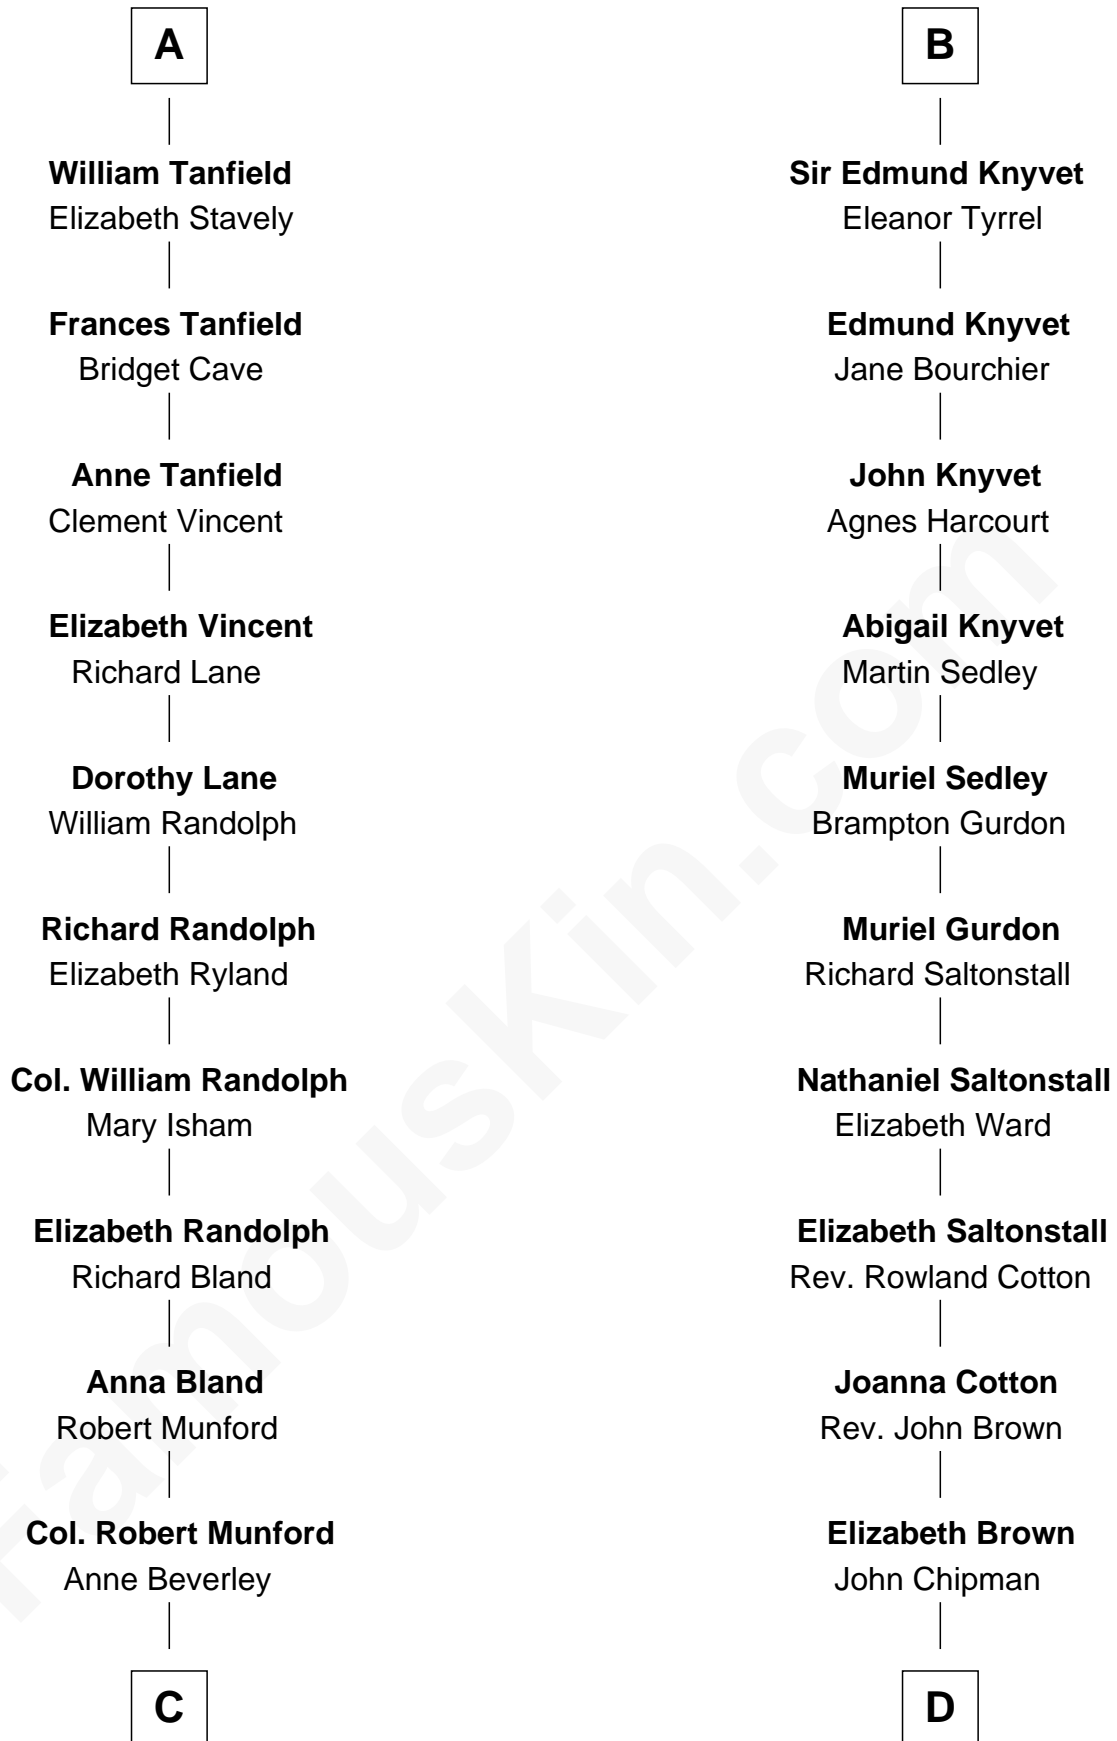 A
William Tanfield
Elizabeth Stavely
Frances Tanfield
Bridget Cave
Anne Tanfield
Clement Vincent
Elizabeth Vincent
Richard Lane
Dorothy Lane
William Randolph
Richard Randolph
Elizabeth Ryland
Col. William Randolph
Mary Isham
Elizabeth Randolph
Richard Bland
Anna Bland
Robert Munford
Col. Robert Munford
Anne Beverley
C
B
Sir Edmund Knyvet
Eleanor Tyrrel
Edmund Knyvet
Jane Bourchier
John Knyvet
Agnes Harcourt
Abigail Knyvet
Martin Sedley
Muriel Sedley
Brampton Gurdon
Muriel Gurdon
Richard Saltonstall
Nathaniel Saltonstall
Elizabeth Ward
Elizabeth Saltonstall
Rev. Rowland Cotton
Joanna Cotton
Rev. John Brown
Elizabeth Brown
John Chipman
D
FamousKin.com